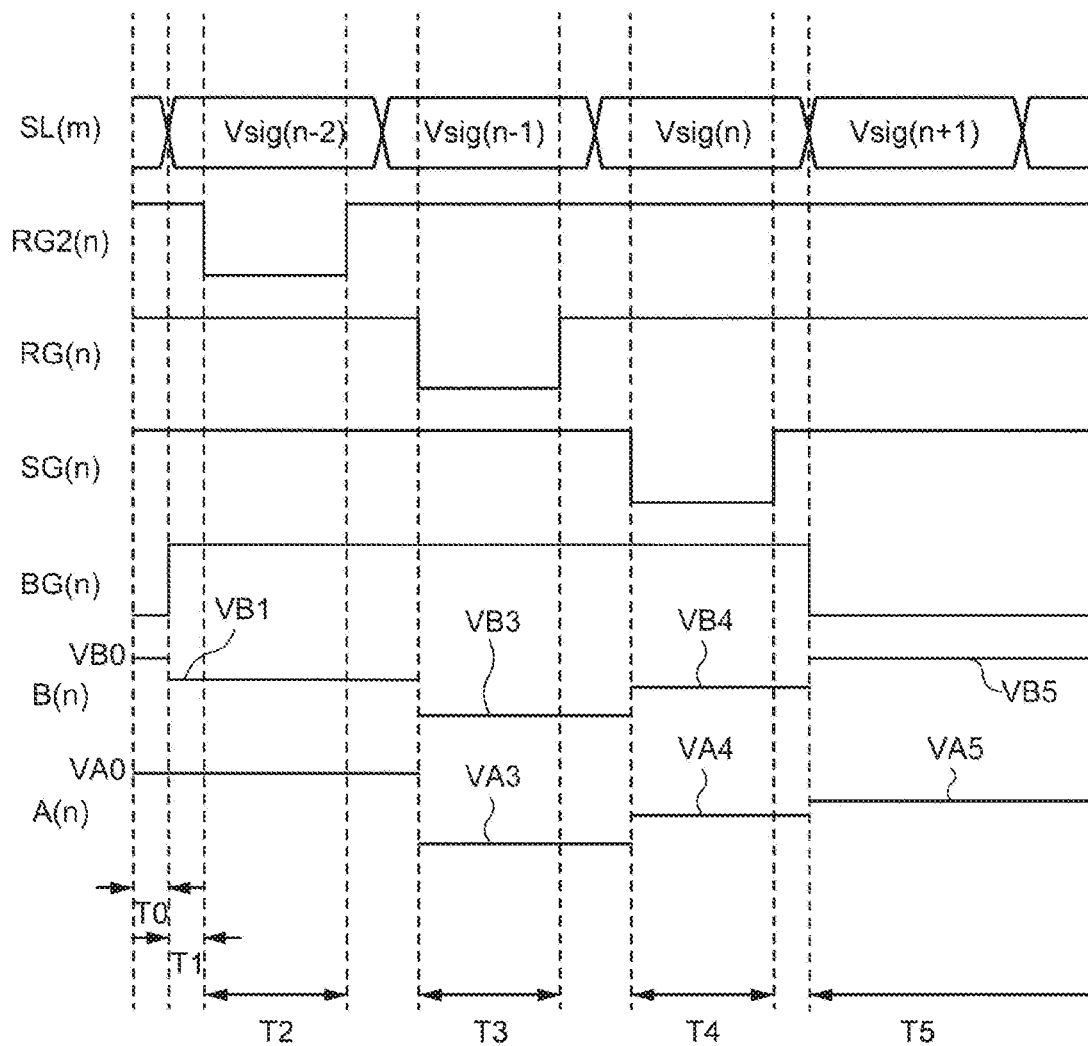 SL(m) Vsig(n-2) Vsig(n-1) Vsig(n) Vsig(n+1)
RG2(n)
RG(n)
SG(n)
BG(n)
VB1 VB3 VB4
VB0
B(n) VB5
VA0 VA3 VA4 VA5
A(n)
T0
T1
T2 T3 T4 T5